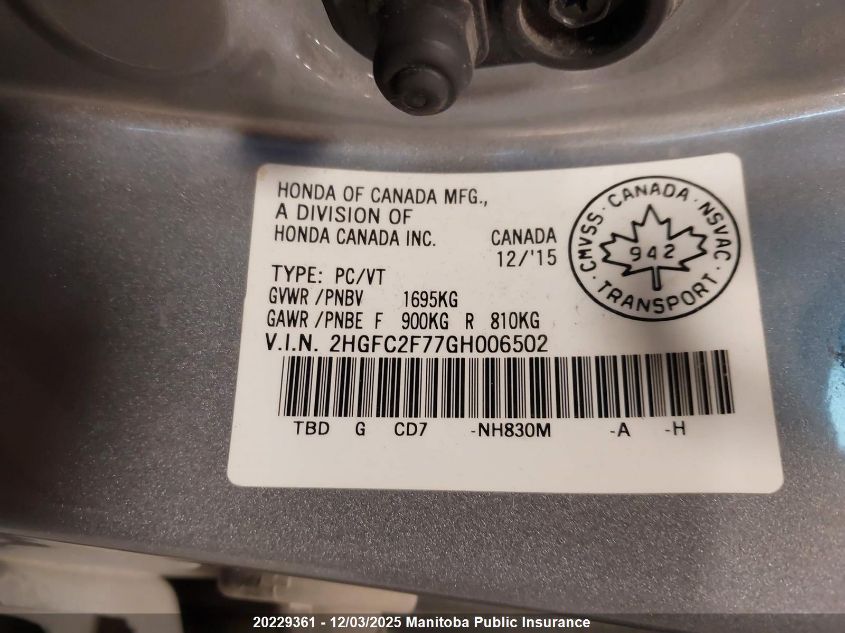 HONDA OF CANADA MFG.,
A DIVISION OF
HONDA CANADA INC. CANADA
12/'15
TYPE: PC/VT
GVWR /PNBV 1695KG
GAWR /PNBE F 900KG R 810KG
V.I.N. 2HGFC2F77GH006502
TBD G CD7 -NH830M -A -H
CMVSS · CANADA · NSVAC
942
· TRANSPORT ·
20229361 - 12/03/2025 Manitoba Public Insurance